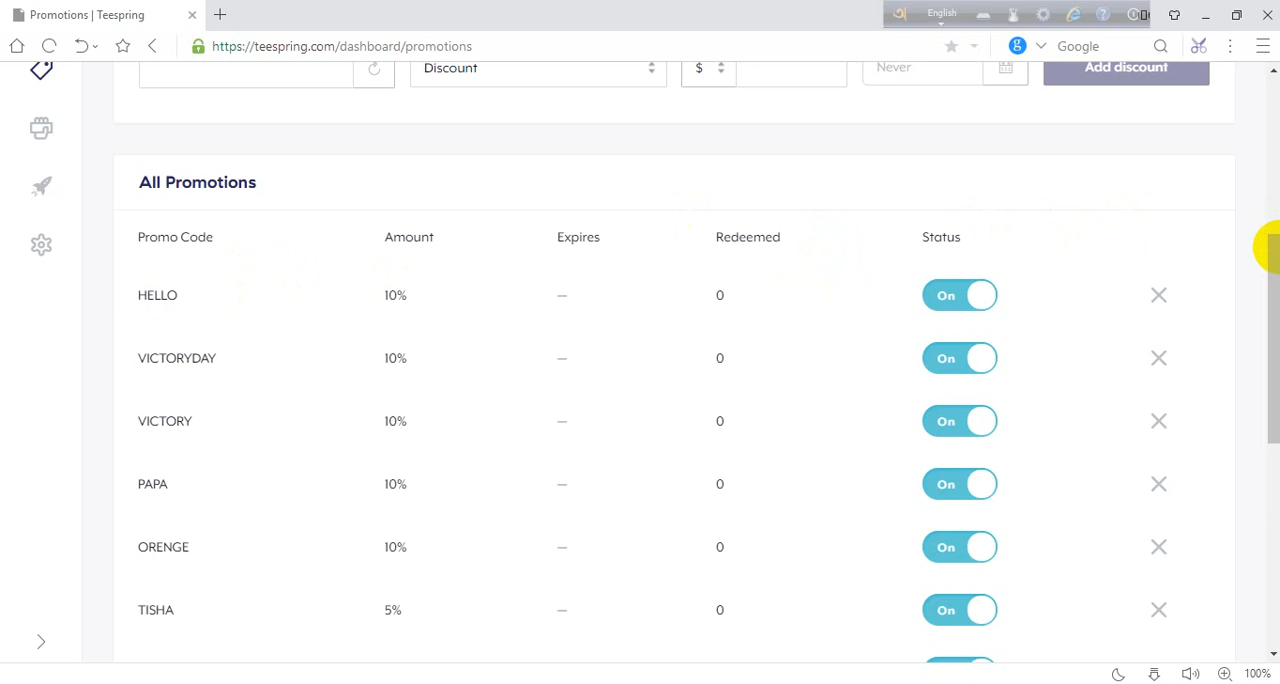 Promotions | Teespring
English
https://teespring.com/dashboard/promotions
Google
Discount
$
Never
Add discount
All Promotions
Promo Code Amount Expires Redeemed Status
HELLO 10% – 0 On
VICTORYDAY 10% – 0 On
VICTORY 10% – 0 On
PAPA 10% – 0 On
ORENGE 10% – 0 On
TISHA 5% – 0 On
100%